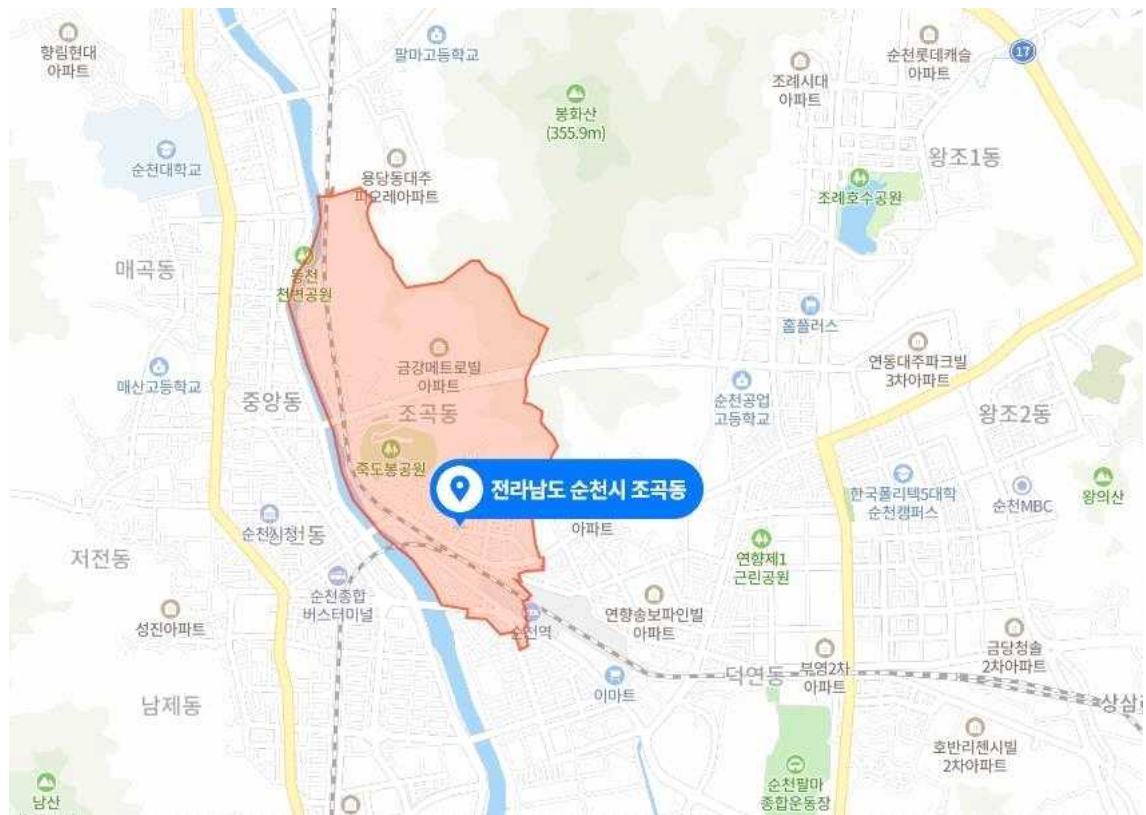 향림현대
아파트
팔마고등학교
순천롯데캐슬
아파트
17
조례시대
아파트
봉화산
(355.9m)
왕조1동
순천대학교
용당동대주
피오레아파트
조례호수공원
매곡동
동천
천변공원
홈플러스
금강메트로빌
아파트
연동대주파크빌
3차아파트
매산고등학교
중앙동
조곡동
순천공업
고등학교
왕조2동
죽도봉공원
전라남도 순천시 조곡동
한국폴리텍5대학
순천캠퍼스
순천MBC
왕의산
순천시청
동
아파트
저전동
연향제1
근린공원
순천종합
버스터미널
연향송보파인빌
아파트
성진아파트
순천역
금당청솔
2차아파트
덕연동
부영2차
아파트
이마트
남제동
상삼
호반리젠시빌
2차아파트
순천팔마
종합운동장
남산